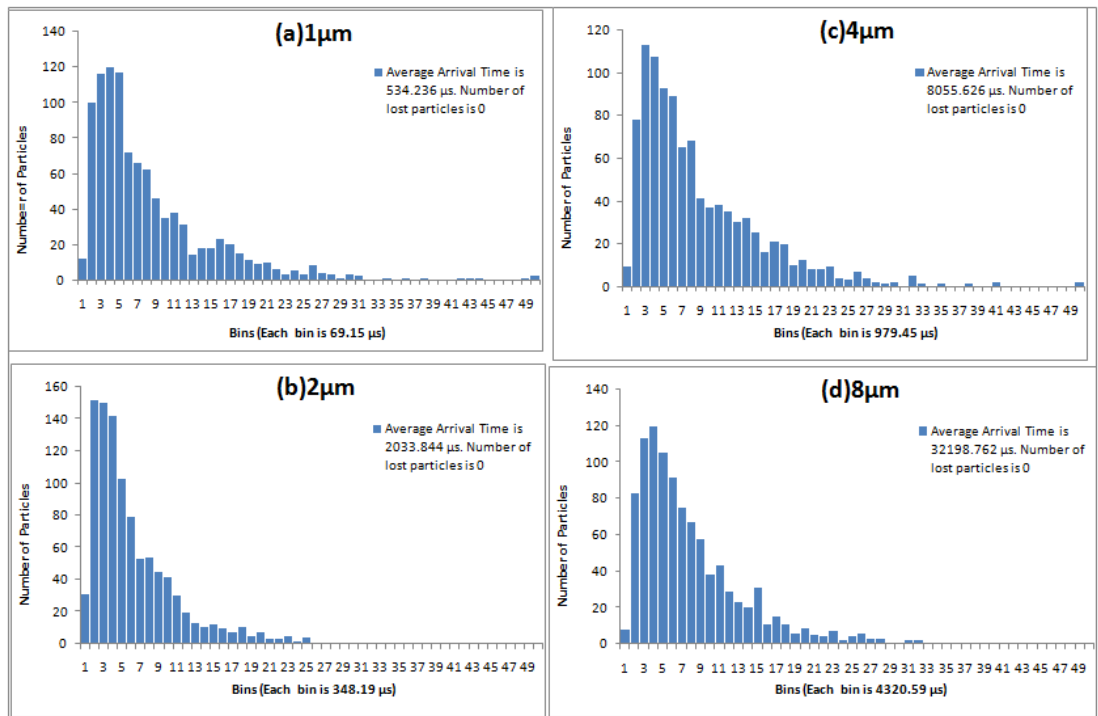 (a)1µm
Average Arrival Time is
534.236 µs. Number of
lost particles is 0
Numbe=r of Particles
140
120
100
80
60
40
20
0
1 3 5 7 9 11 13 15 17 19 21 23 25 27 29 31 33 35 37 39 41 43 45 47 49
Bins (Each bin is 69.15 µs)
(c)4µm
Average Arrival Time is
8055.626 µs. Number of
lost particles is 0
Number of Particles
120
100
80
60
40
20
0
1 3 5 7 9 11 13 15 17 19 21 23 25 27 29 31 33 35 37 39 41 43 45 47 49
Bins (Each bin is 979.45 µs)
(b)2µm
Average Arrival Time is
2033.844 µs. Number of
lost particles is 0
Number of Particles
160
140
120
100
80
60
40
20
0
1 3 5 7 9 11 13 15 17 19 21 23 25 27 29 31 33 35 37 39 41 43 45 47 49
Bins (Each bin is 348.19 µs)
(d)8µm
Average Arrival Time is
32198.762 µs. Number of
lost particles is 0
Number of Particles
140
120
100
80
60
40
20
0
1 3 5 7 9 11 13 15 17 19 21 23 25 27 29 31 33 35 37 39 41 43 45 47 49
Bins (Each bin is 4320.59 µs)